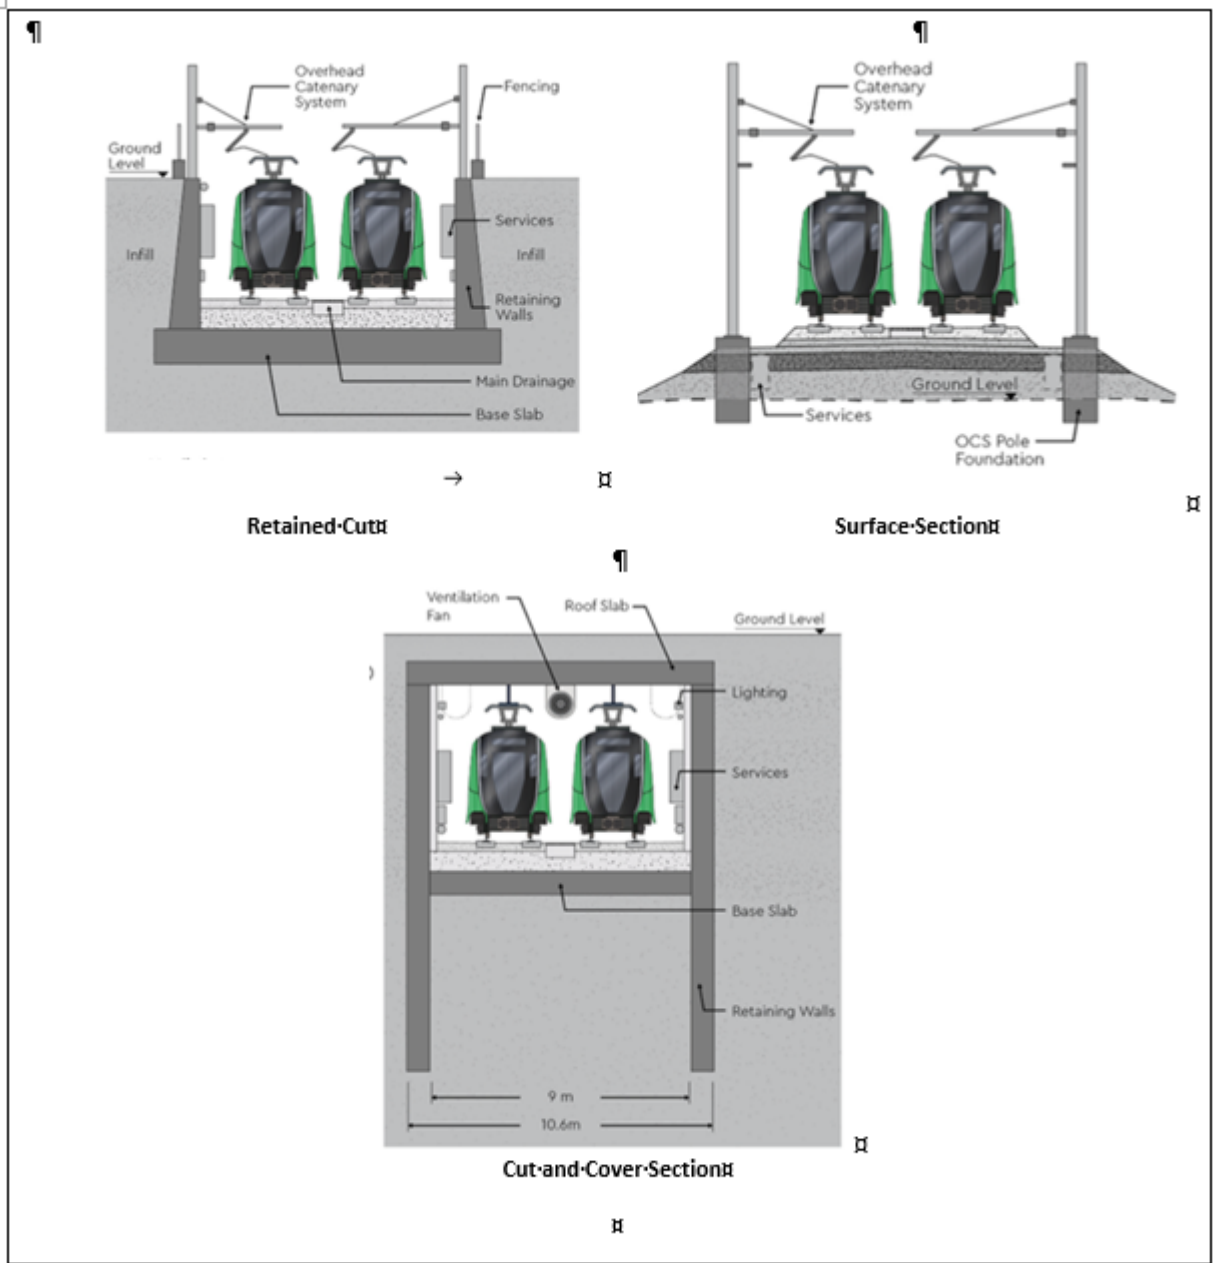 ¶
¶
Overhead
Catenary
System
Fencing
Ground
Level
Services
Infill
Infill
Retaining
Walls
Main Drainage
Base Slab
Overhead
Catenary
System
Ground Level
Services
OCS Pole
Foundation
→ ¤
¤
Retained·Cut¤
Surface·Section¤
¶
Ventilation
Fan
Roof Slab
Ground Level
Lighting
Services
Base Slab
Retaining Walls
9 m
10.6m
¤
Cut·and·Cover·Section¤
¤